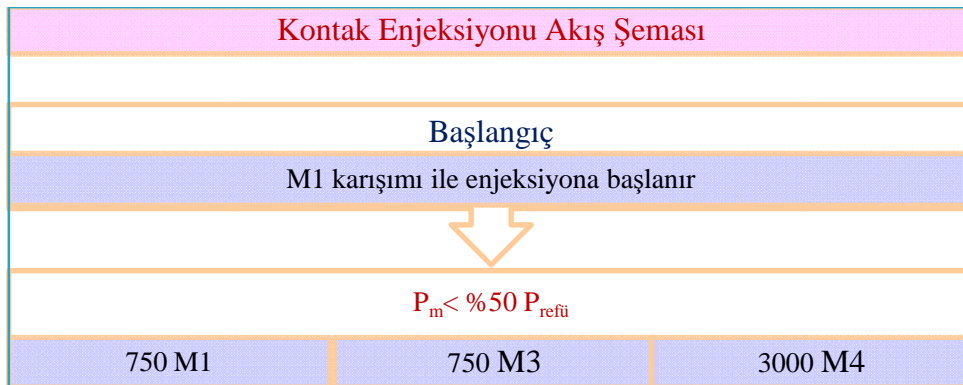 Kontak Enjeksiyonu Akış Şeması
Başlangıç
M1 karışımı ile enjeksiyona başlanır
Pm< %50 Prefü
750 M1 750 M3 3000 M4